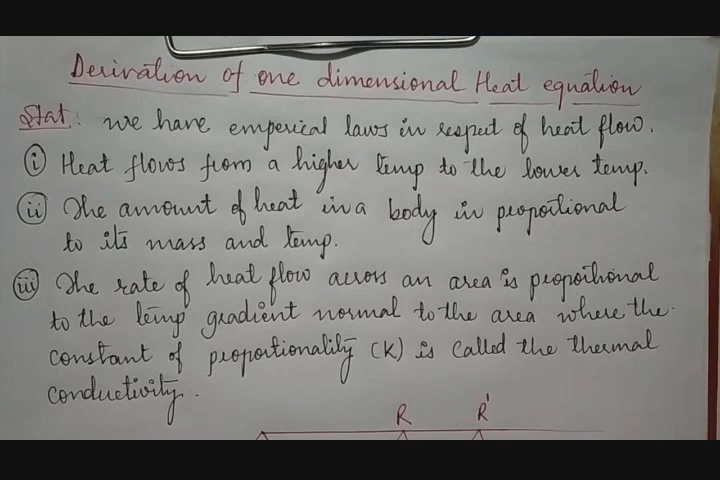 Derivation of one dimensional Heat equation
Stat: we have emperical laws in respect of heat flow.
(i) Heat flows from a higher temp to the lower temp.
(ii) The amount of heat in a body in proportional
to its mass and temp.
(iii) The rate of heat flow across an area is proportional
to the temp gradient normal to the area where the
constant of proportionality (K) is called the thermal
conductivity.
R R'